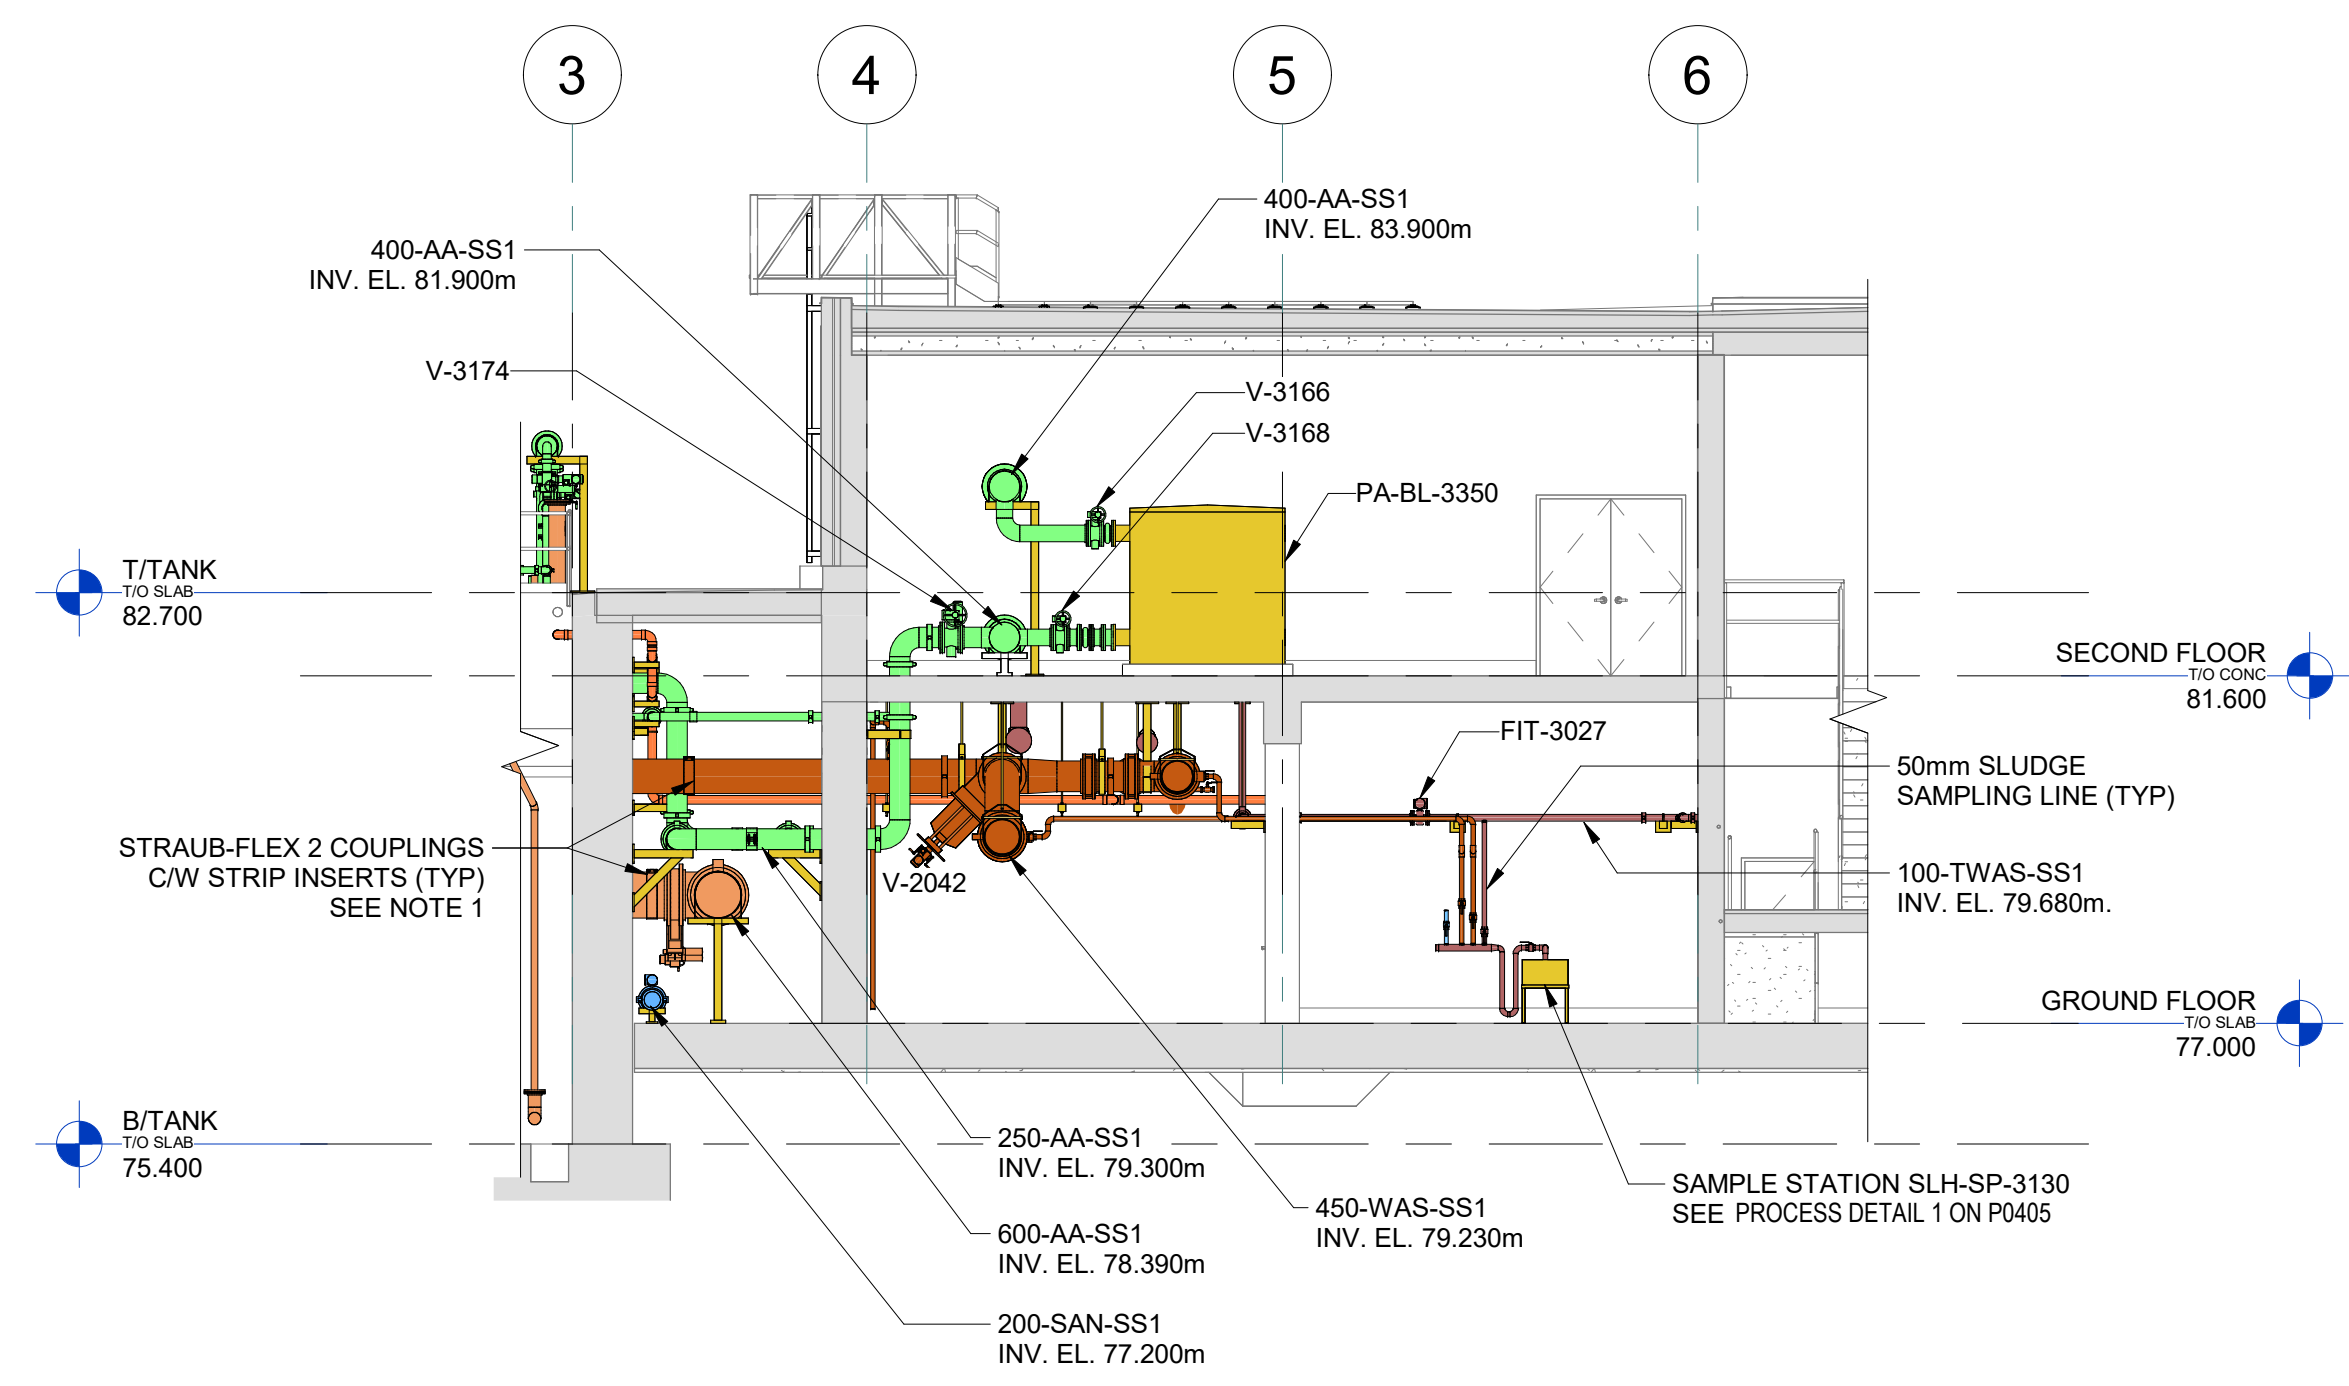 3
4
5
6
400-AA-SS1
INV. EL. 83.900m
400-AA-SS1
INV. EL. 81.900m
V-3174
V-3166
V-3168
PA-BL-3350
T/TANK
T/O SLAB
82.700
SECOND FLOOR
T/O CONC
81.600
FIT-3027
50mm SLUDGE
SAMPLING LINE (TYP)
STRAUB-FLEX 2 COUPLINGS
C/W STRIP INSERTS (TYP)
SEE NOTE 1
V-2042
100-TWAS-SS1
INV. EL. 79.680m.
GROUND FLOOR
T/O SLAB
77.000
B/TANK
T/O SLAB
75.400
250-AA-SS1
INV. EL. 79.300m
600-AA-SS1
INV. EL. 78.390m
200-SAN-SS1
INV. EL. 77.200m
450-WAS-SS1
INV. EL. 79.230m
SAMPLE STATION SLH-SP-3130
SEE PROCESS DETAIL 1 ON P0405